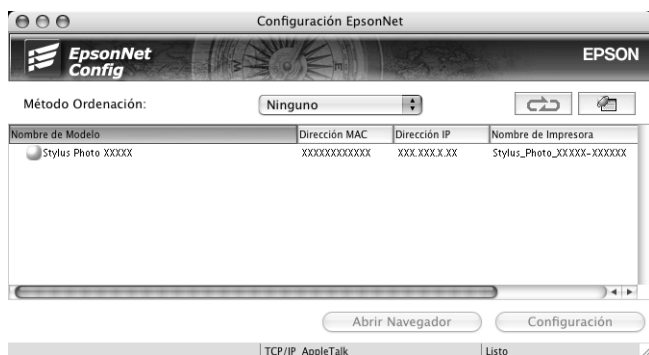 Configuración EpsonNet
EpsonNet
Config
EPSON
Método Ordenación:
Ninguno
Nombre de Modelo Dirección MAC Dirección IP Nombre de Impresora
Stylus Photo XXXXX XXXXXXXXXXXX XXX.XXX.X.XX Stylus_Photo_XXXXX-XXXXXX
Abrir Navegador Configuración
TCP/IP AppleTalk Listo